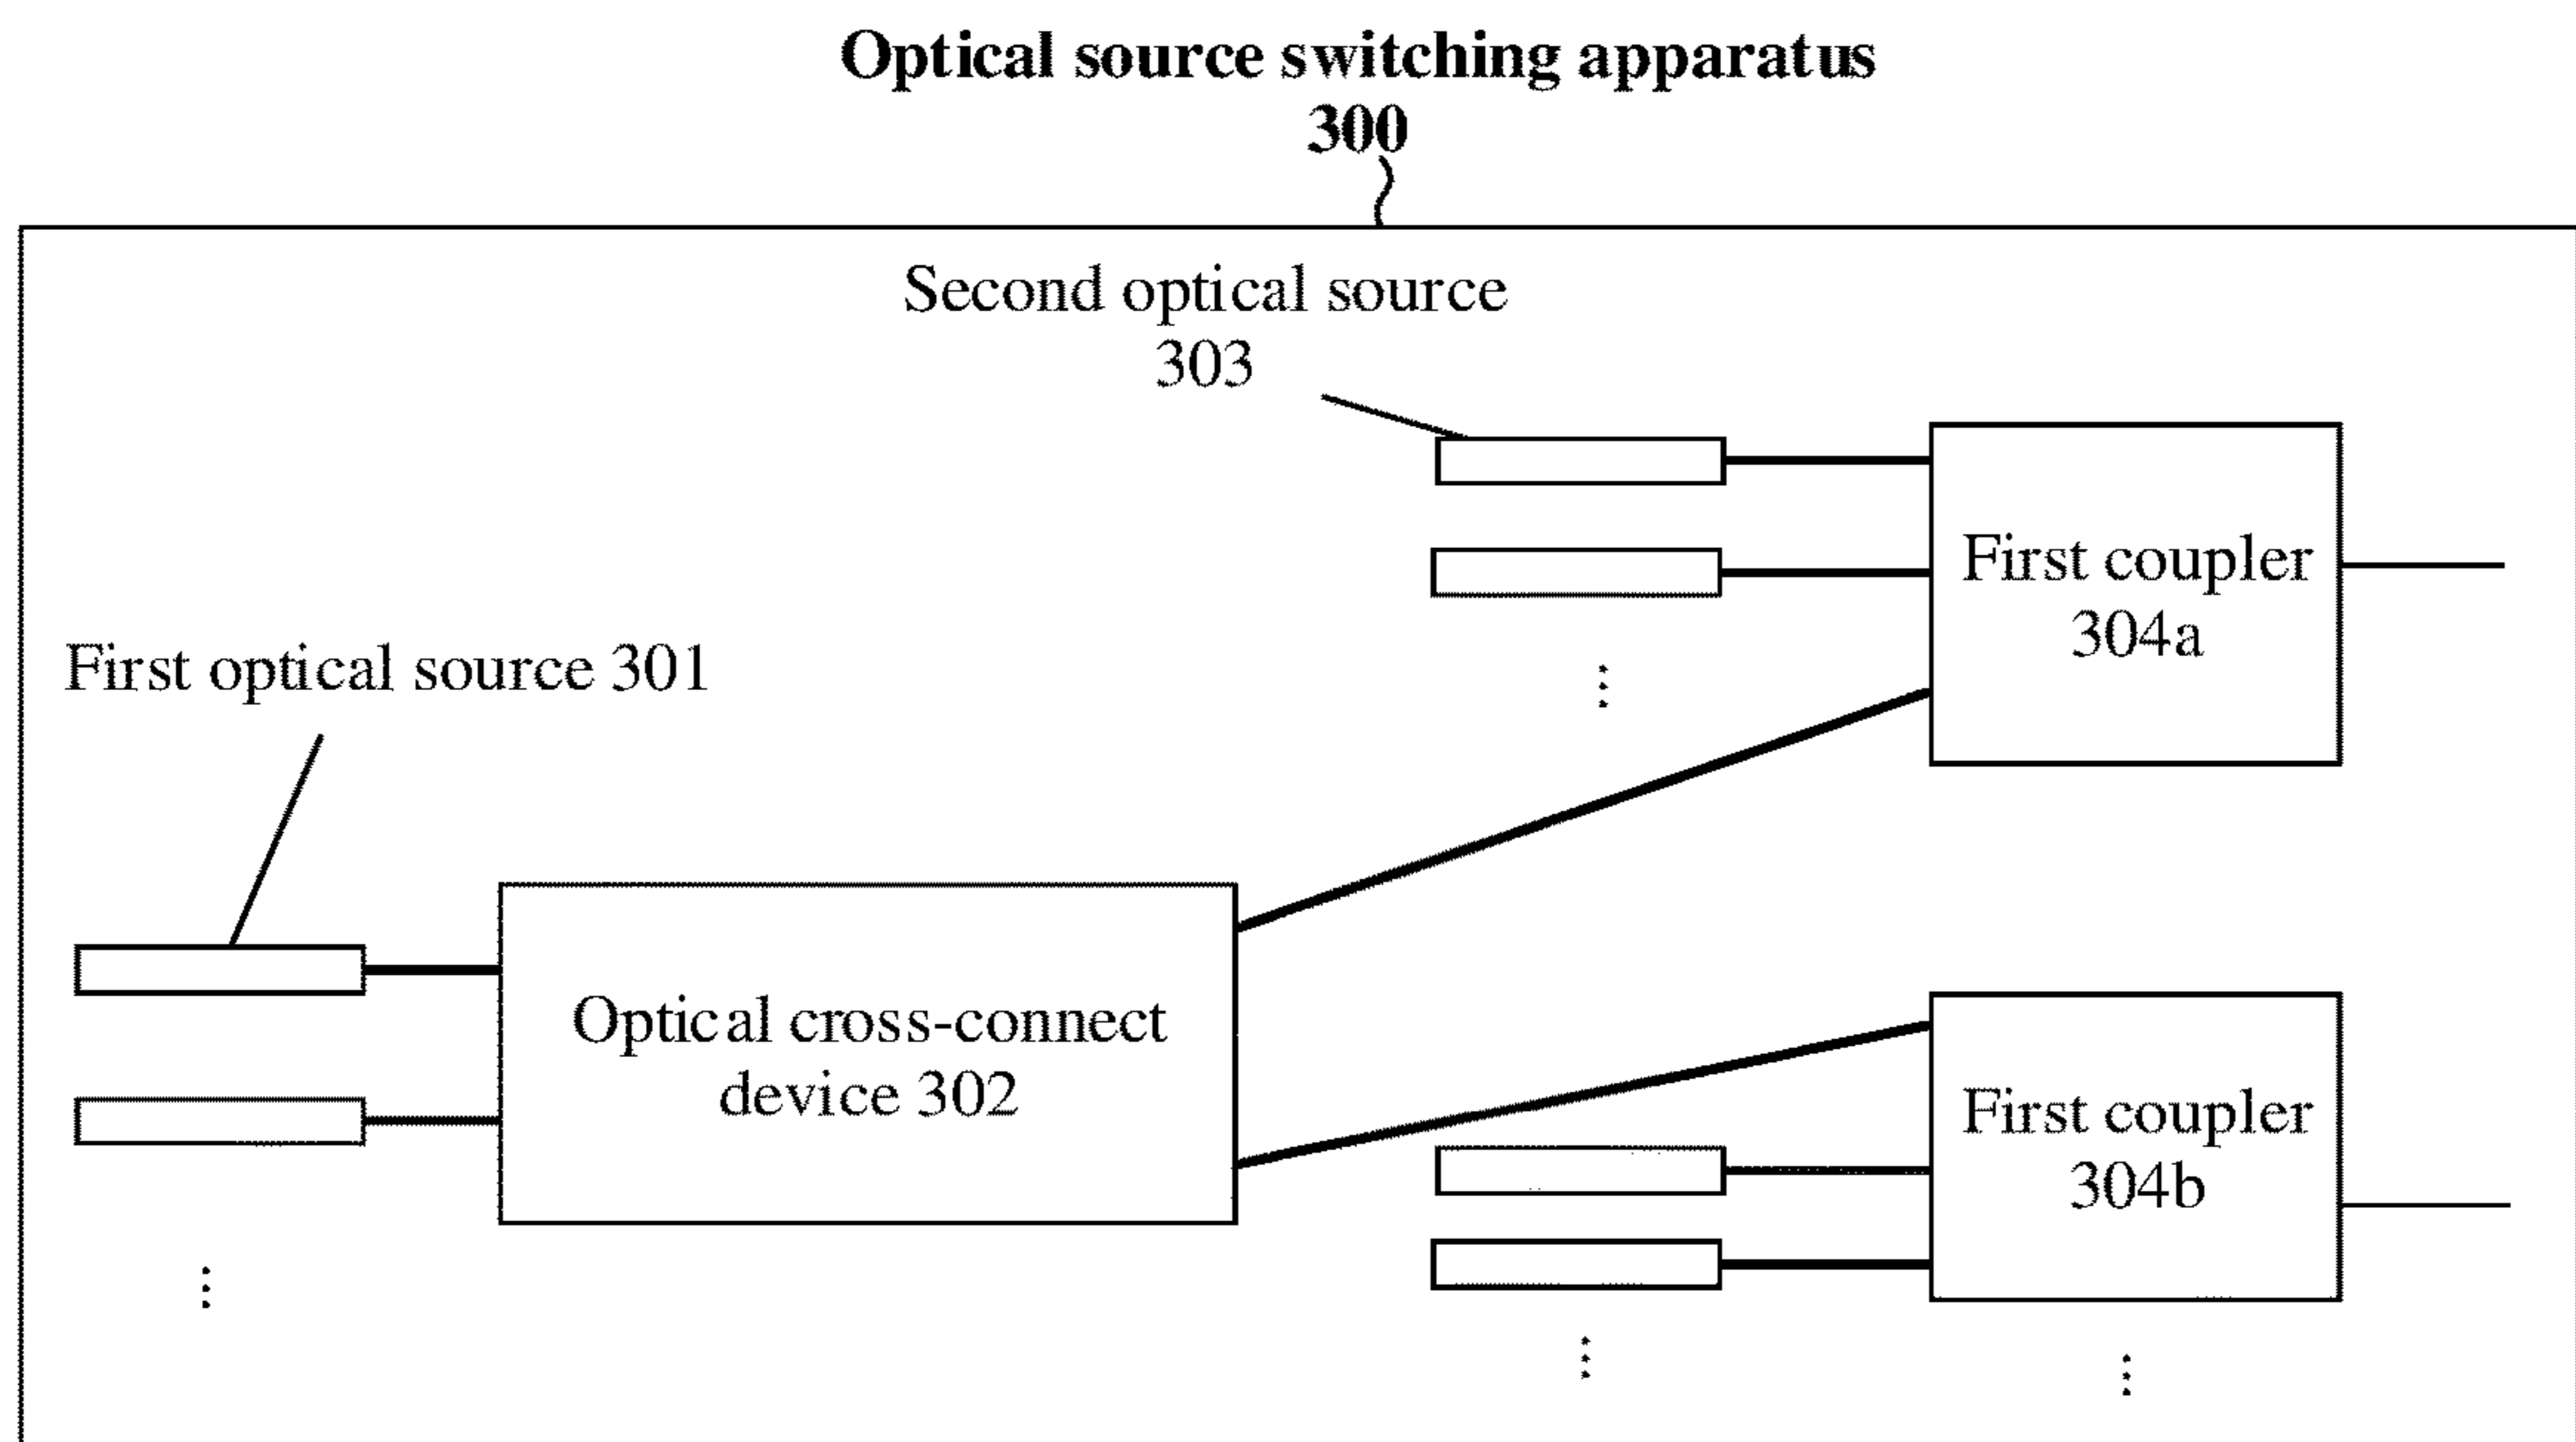 Optical source switching apparatus
300
Second optical source
303
First coupler
304a
First optical source 301
Optical cross-connect
device 302
First coupler
304b